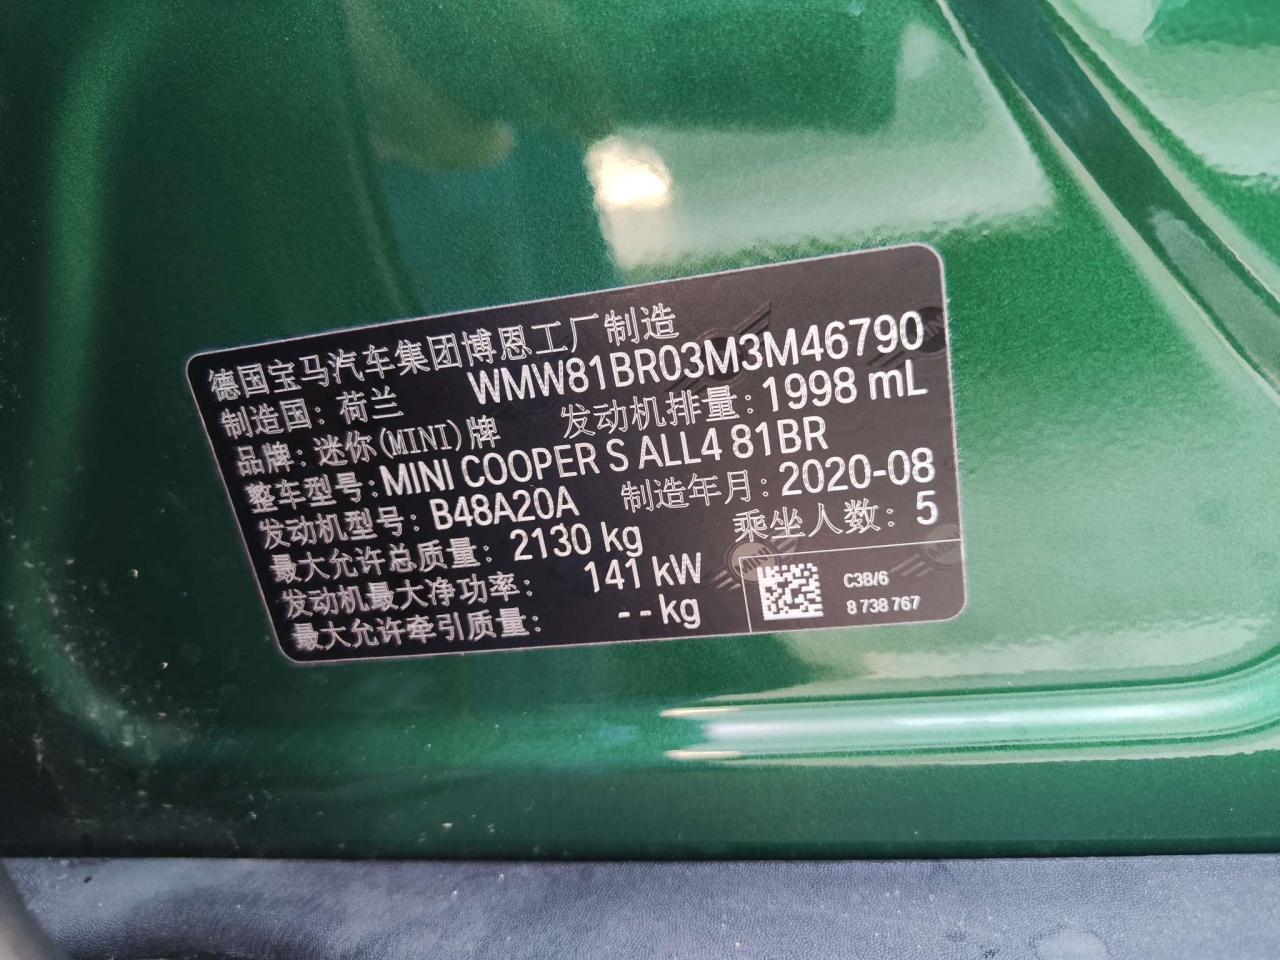 德国宝马汽车集团博恩工厂制造
制造国：荷兰 WMW81BR03M3M46790
品牌：迷你(MINI)牌 发动机排量：1998 mL
整车型号：MINI COOPER S ALL4 81BR
发动机型号：B48A20A 制造年月：2020-08
最大允许总质量：2130 kg 乘坐人数：5
发动机最大净功率：141 kW
最大允许牵引质量：--kg
C3B/6
8 738 767